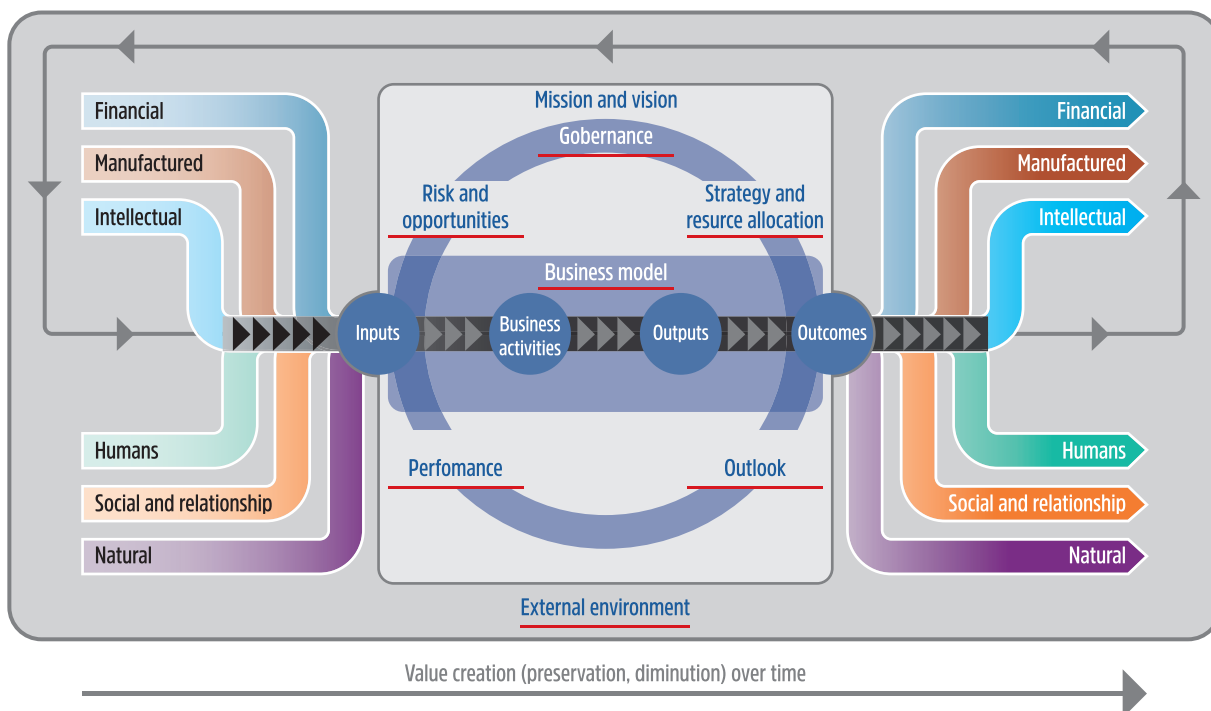 Financial
Manufactured
Intellectual
Humans
Social and relationship
Natural
Mission and vision
Gobernance
Risk and
opportunities
Strategy and
resurce allocation
Business model
Inputs
Business
activities
Outputs
Outcomes
Perfomance
Outlook
External environment
Financial
Manufactured
Intellectual
Humans
Social and relationship
Natural
Value creation (preservation, diminution) over time